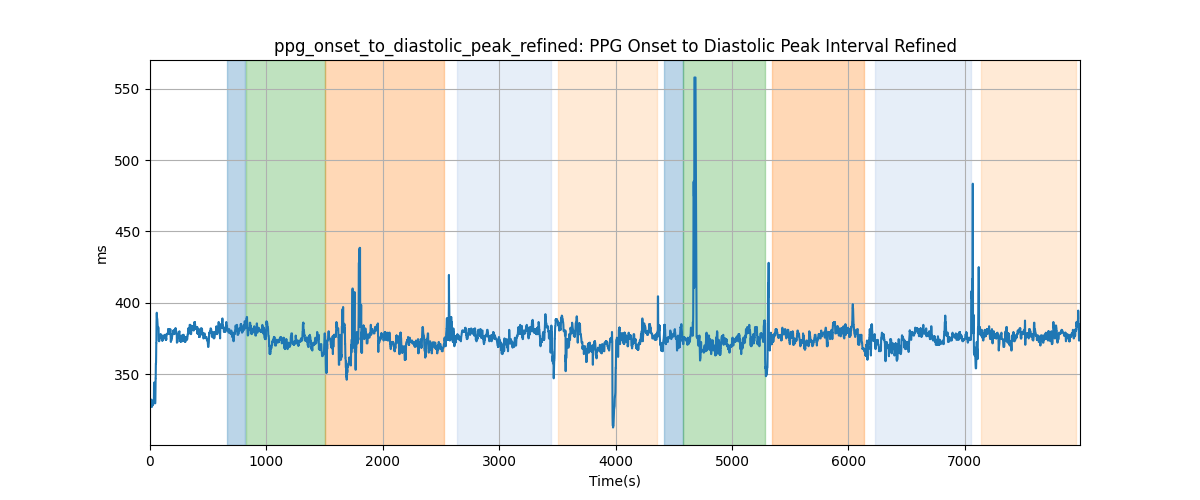 ppg_onset_to_diastolic_peak_refined: PPG Onset to Diastolic Peak Interval Refined
550
500
450
400
350
ms
0 1000 2000 3000 4000 5000 6000 7000
Time(s)